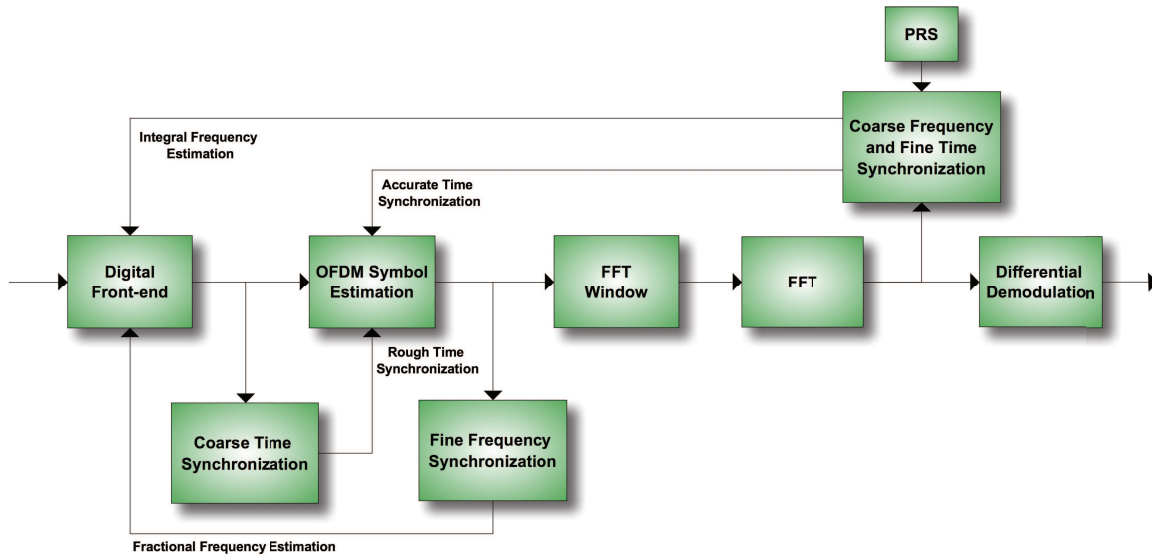 PRS
Coarse Frequency
and Fine Time
Synchronization
Integral Frequency
Estimation
Accurate Time
Synchronization
Digital
Front-end
OFDM Symbol
Estimation
FFT
Window
FFT
Differential
Demodulation
Rough Time
Synchronization
Coarse Time
Synchronization
Fine Frequency
Synchronization
Fractional Frequency Estimation